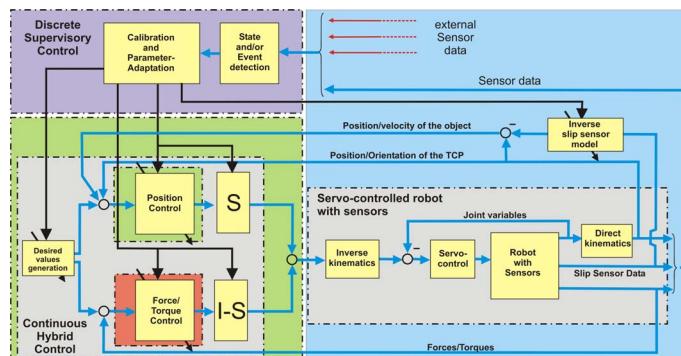 Discrete
Supervisory
Control
Calibration
and
Parameter-
Adaptation
State
and/or
Event
detection
external
Sensor
data
Sensor data
Inverse
slip sensor
model
Position/velocity of the object
Position/Orientation of the TCP
Position
Control
S
Servo-controlled robot
with sensors
Joint variables
Desired
values
generation
Inverse
kinematics
Servo-
control
Robot
with
Sensors
Direct
kinematics
Slip Sensor Data
Force/
Torque Control
I-S
Continuous
Hybrid
Control
Forces/Torques